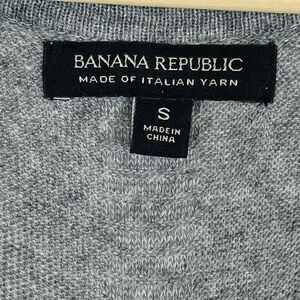 BANANA REPUBLIC
MADE OF ITALIAN YARN
S
MADE IN
CHINA